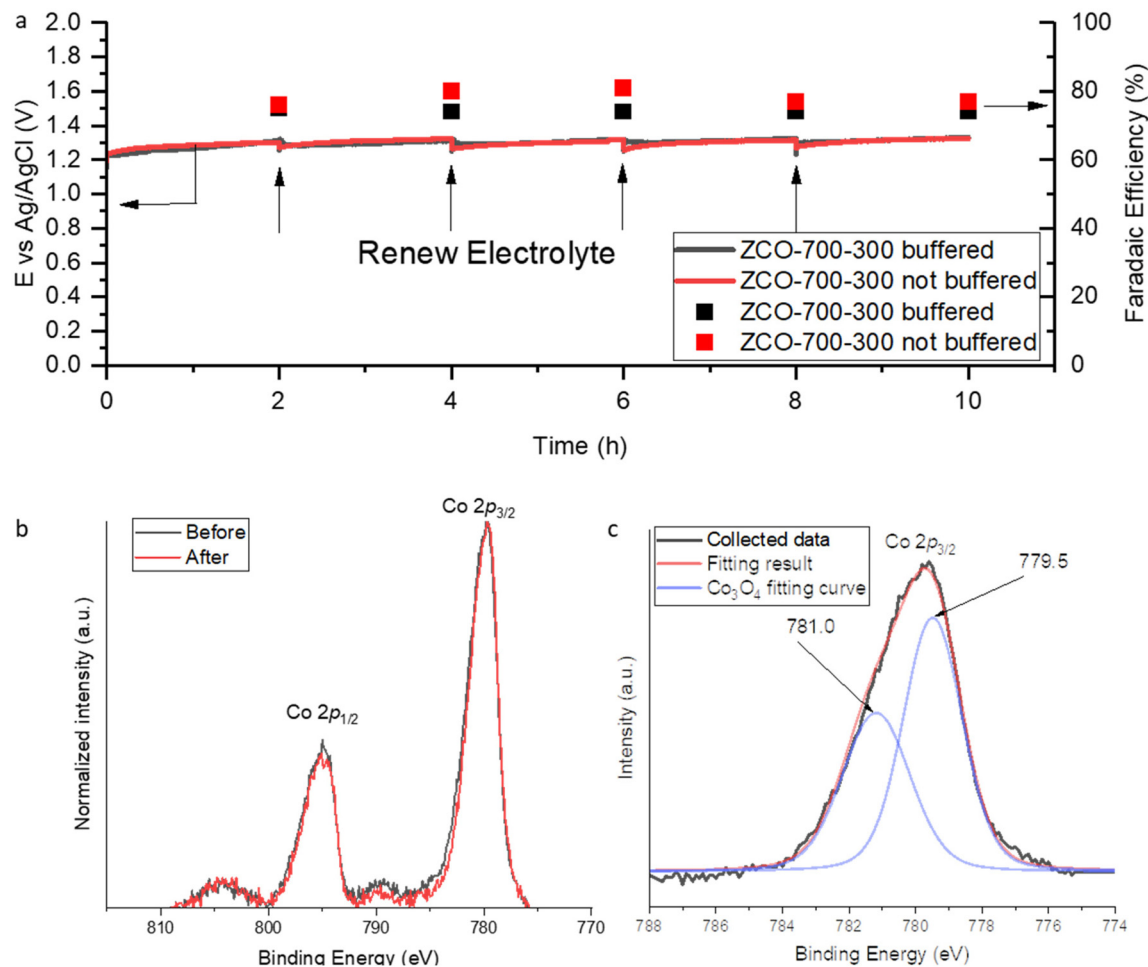 a
2.0
1.8
1.6
1.4
1.2
1.0
0.8
0.6
0.4
0.2
0.0
E vs Ag/AgCl (V)
100
80
60
40
20
0
Faradaic Efficiency (%)
Renew Electrolyte
ZCO-700-300 buffered
ZCO-700-300 not buffered
ZCO-700-300 buffered
ZCO-700-300 not buffered
0 2 4 6 8 10
Time (h)
b
Before
After
Co 2p3/2
Co 2p1/2
Normalized intensity (a.u.)
810 800 790 780 770
Binding Energy (eV)
c
Collected data
Fitting result
Co3O4 fitting curve
Co 2p3/2
779.5
781.0
Intensity (a.u.)
788 786 784 782 780 778 776 774
Binding Energy (eV)